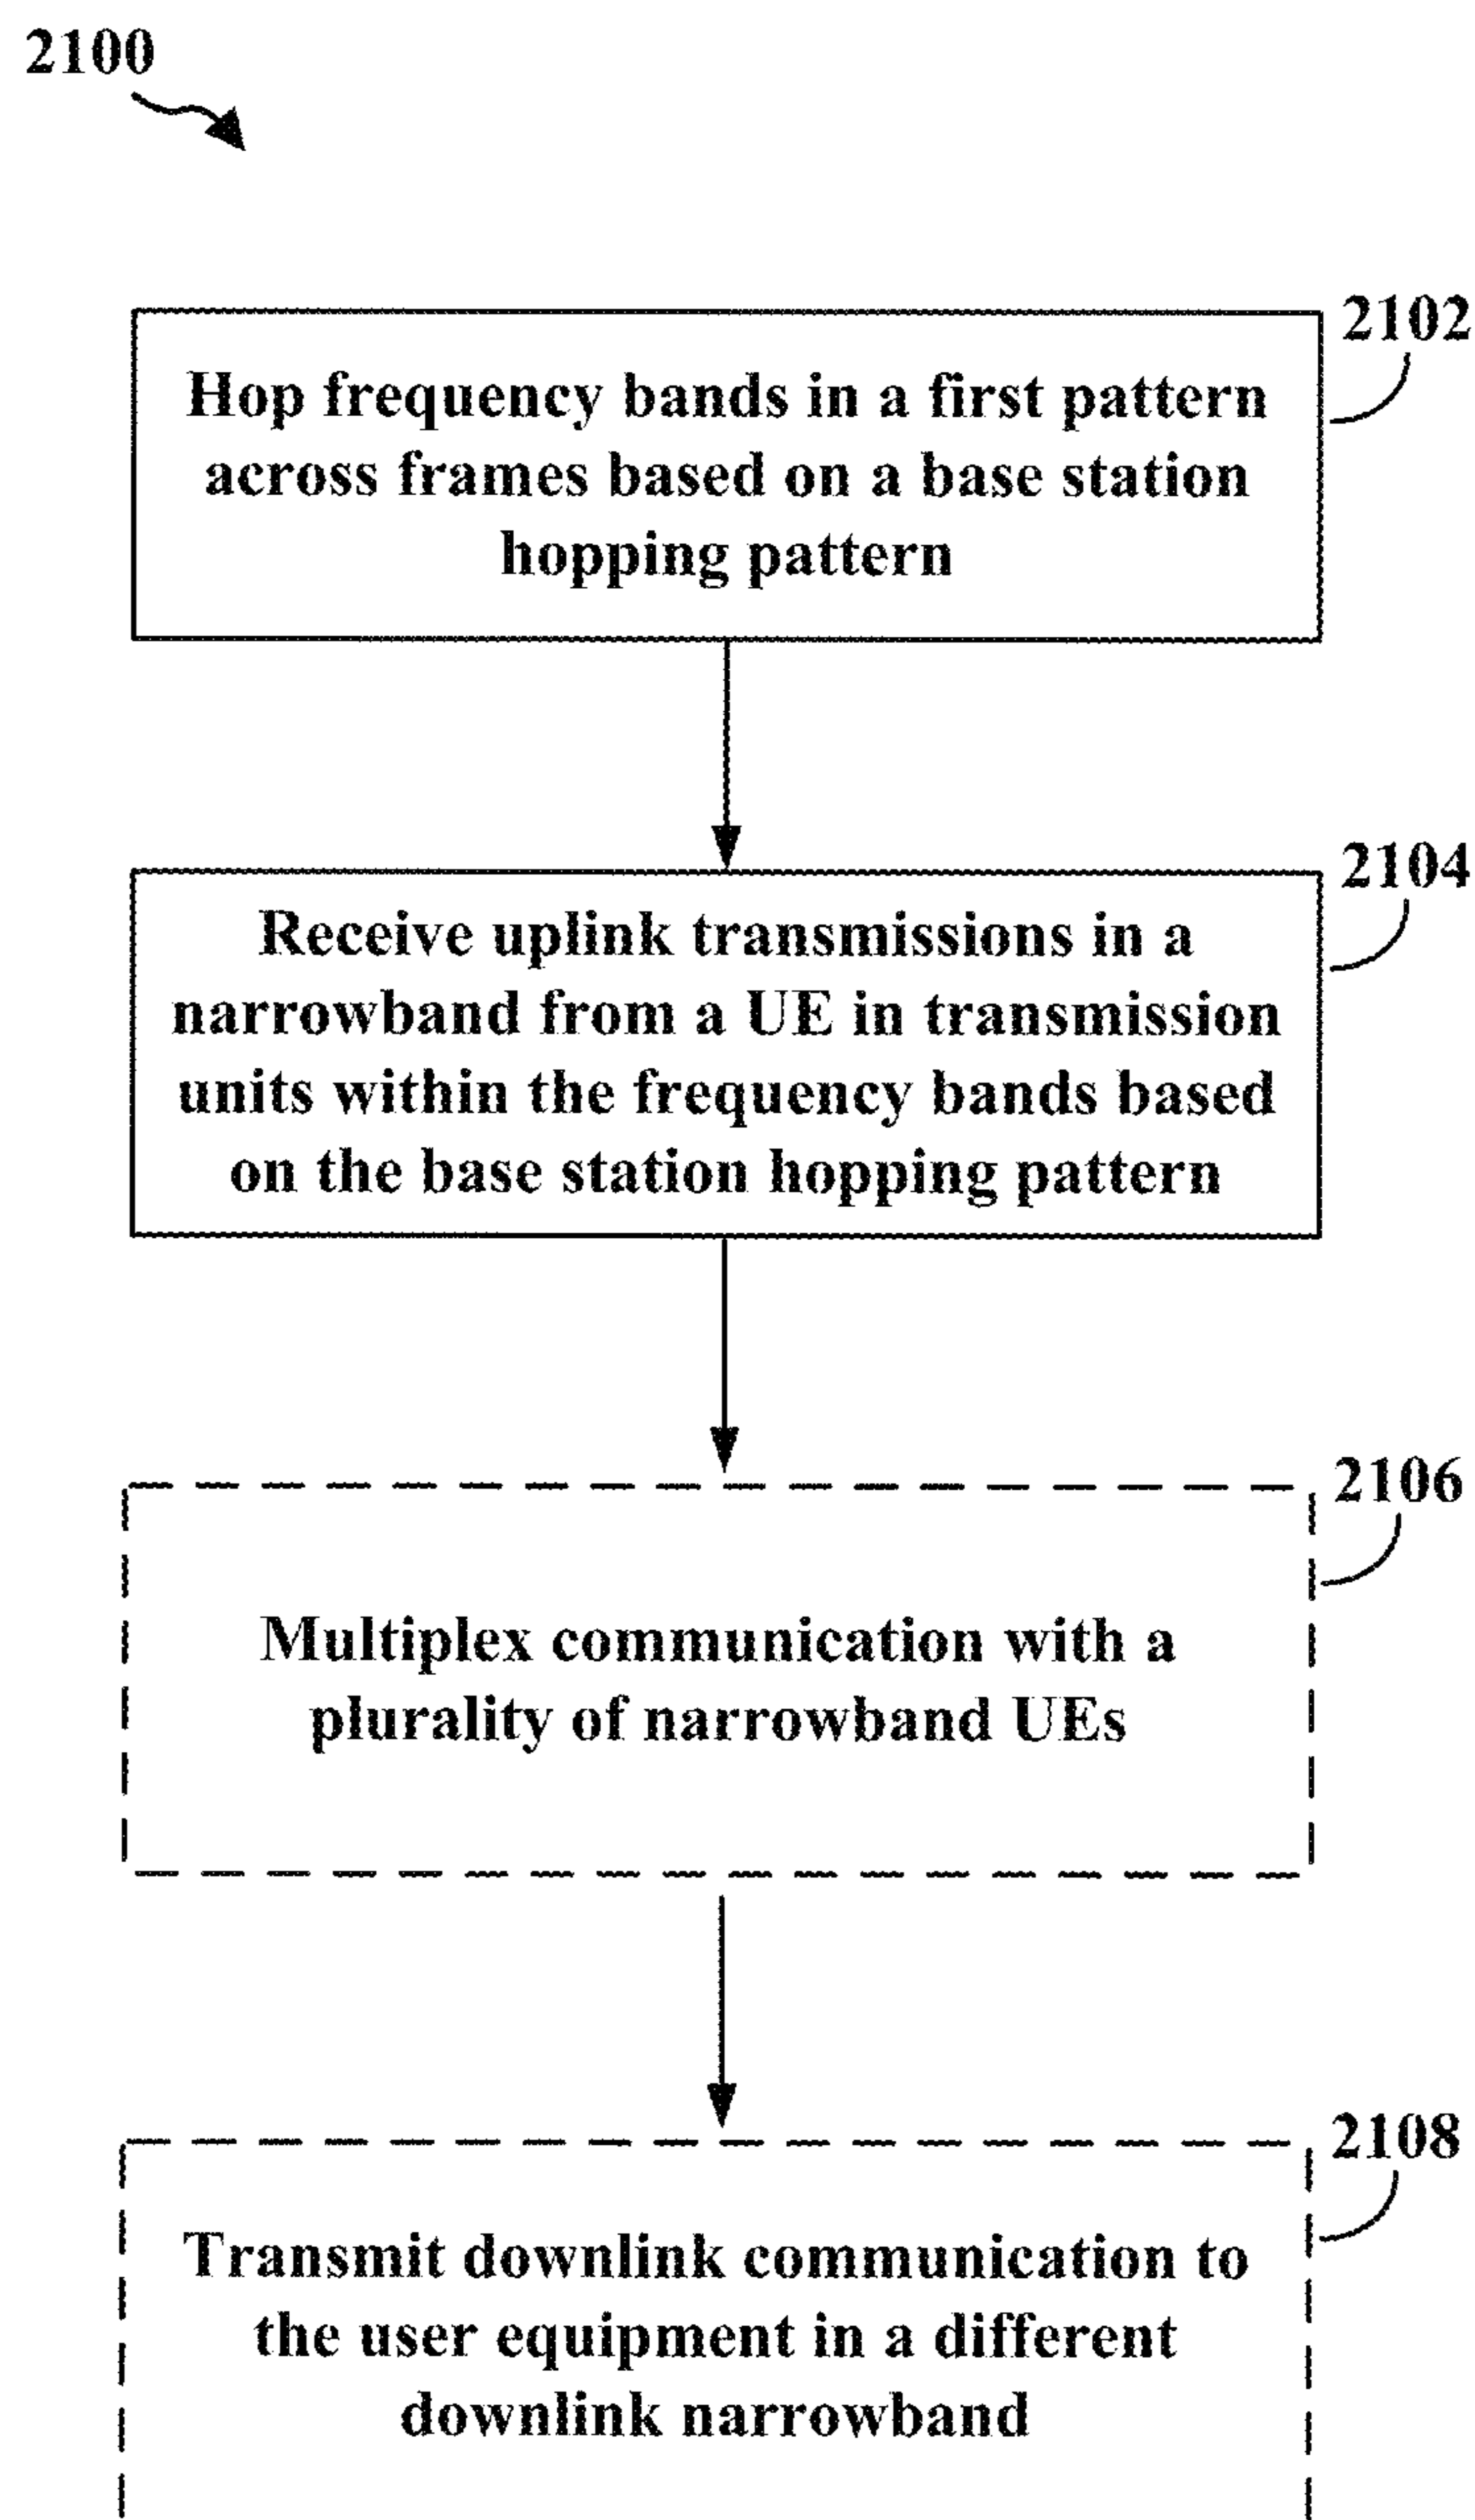 2100
2102
Hop frequency bands in a first pattern
across frames based on a base station
hopping pattern
2104
Receive uplink transmissions in a
narrowband from a UE in transmission
units within the frequency bands based
on the base station hopping pattern
2106
Multiplex communication with a
plurality of narrowband UEs
2108
Transmit downlink communication to
the user equipment in a different
downlink narrowband